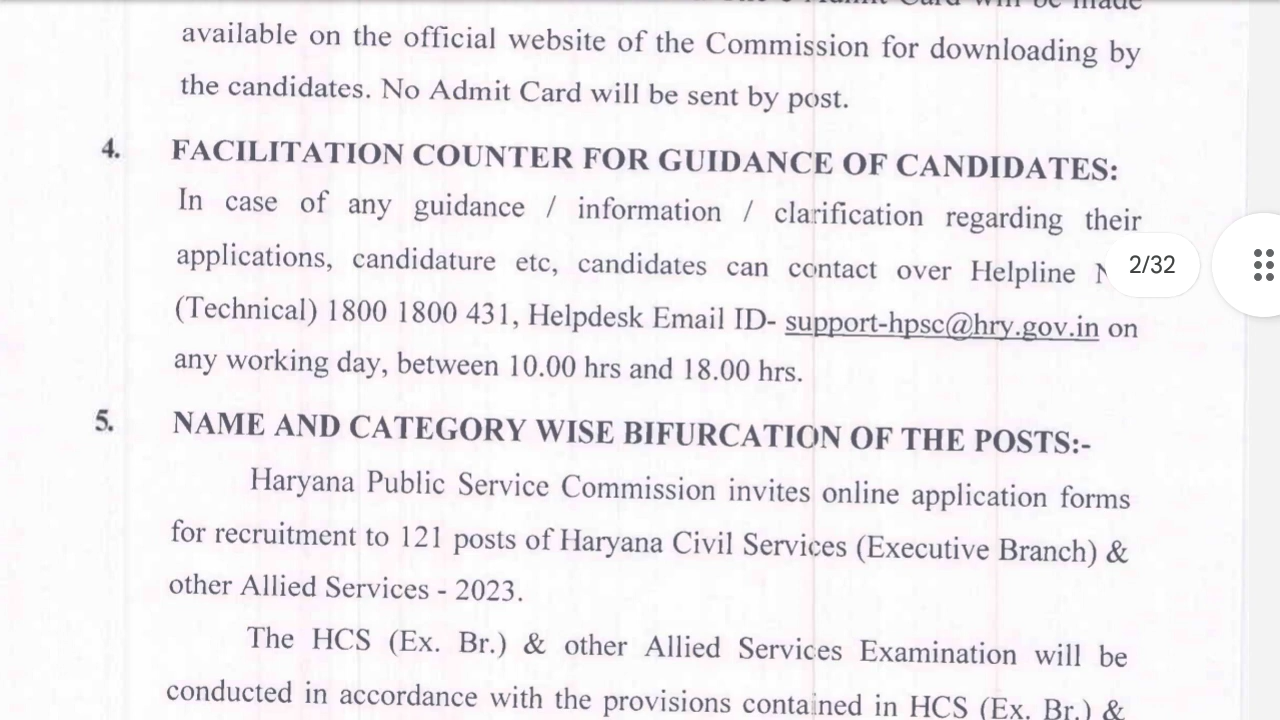 available on the official website of the Commission for downloading by
the candidates. No Admit Card will be sent by post.
4. FACILITATION COUNTER FOR GUIDANCE OF CANDIDATES:
In case of any guidance / information / clarification regarding their
applications, candidature etc, candidates can contact over Helpline
2/32
(Technical) 1800 1800 431, Helpdesk Email ID- support-hpsc@hry.gov.in on
any working day, between 10.00 hrs and 18.00 hrs.
5. NAME AND CATEGORY WISE BIFURCATION OF THE POSTS:-
Haryana Public Service Commission invites online application forms
for recruitment to 121 posts of Haryana Civil Services (Executive Branch) &
other Allied Services - 2023.
The HCS (Ex. Br.) & other Allied Services Examination will be
conducted in accordance with the provisions contained in HCS (Ex. Br.) &